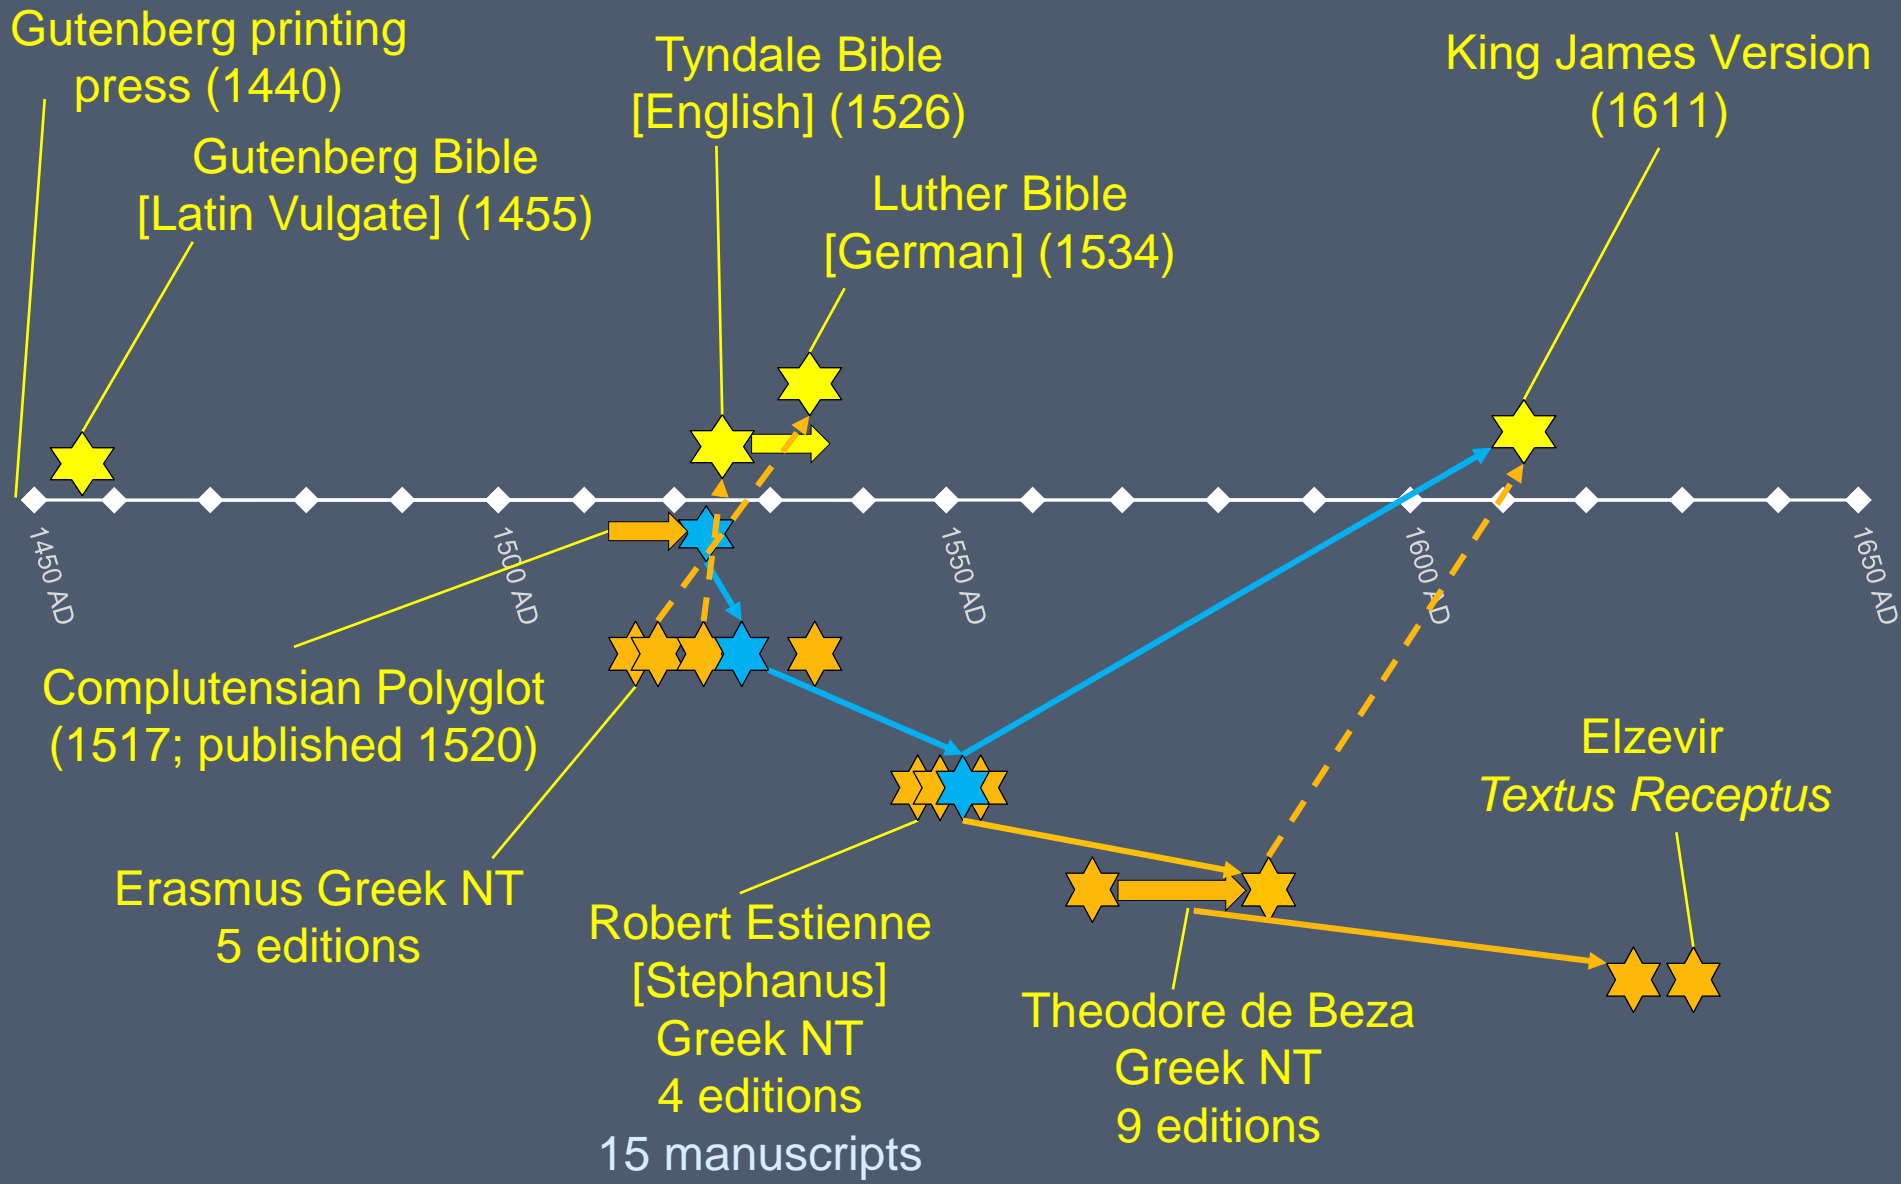 Gutenberg printing
press (1440)
Gutenberg Bible
[Latin Vulgate] (1455)
Tyndale Bible
[English] (1526)
Luther Bible
[German] (1534)
King James Version
(1611)
1450 AD
1500 AD
1550 AD
1600 AD
1650 AD
Complutensian Polyglot
(1517; published 1520)
Erasmus Greek NT
5 editions
Robert Estienne
[Stephanus]
Greek NT
4 editions
15 manuscripts
Theodore de Beza
Greek NT
9 editions
Elzevir
Textus Receptus